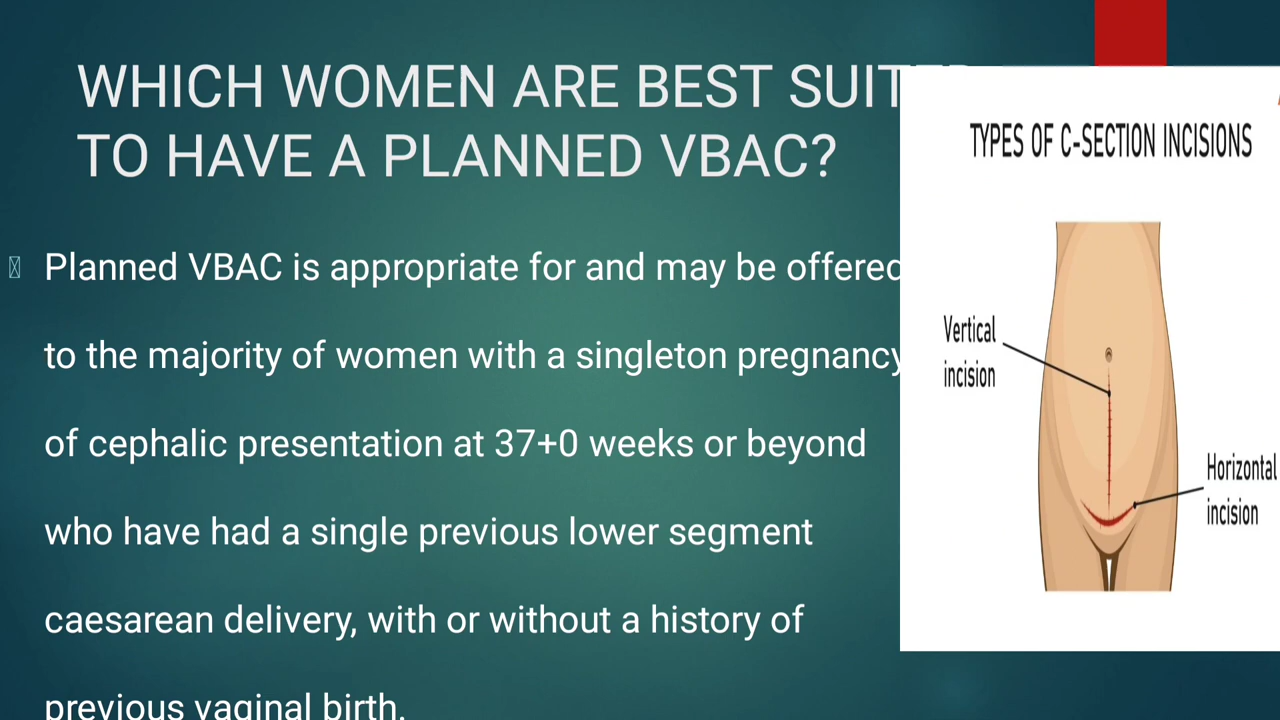 WHICH WOMEN ARE BEST SUITED
TO HAVE A PLANNED VBAC?
Planned VBAC is appropriate for and may be offered
to the majority of women with a singleton pregnancy
of cephalic presentation at 37+0 weeks or beyond
who have had a single previous lower segment
caesarean delivery, with or without a history of
previous vaginal birth.
TYPES OF C-SECTION INCISIONS
Vertical
incision
Horizontal
incision